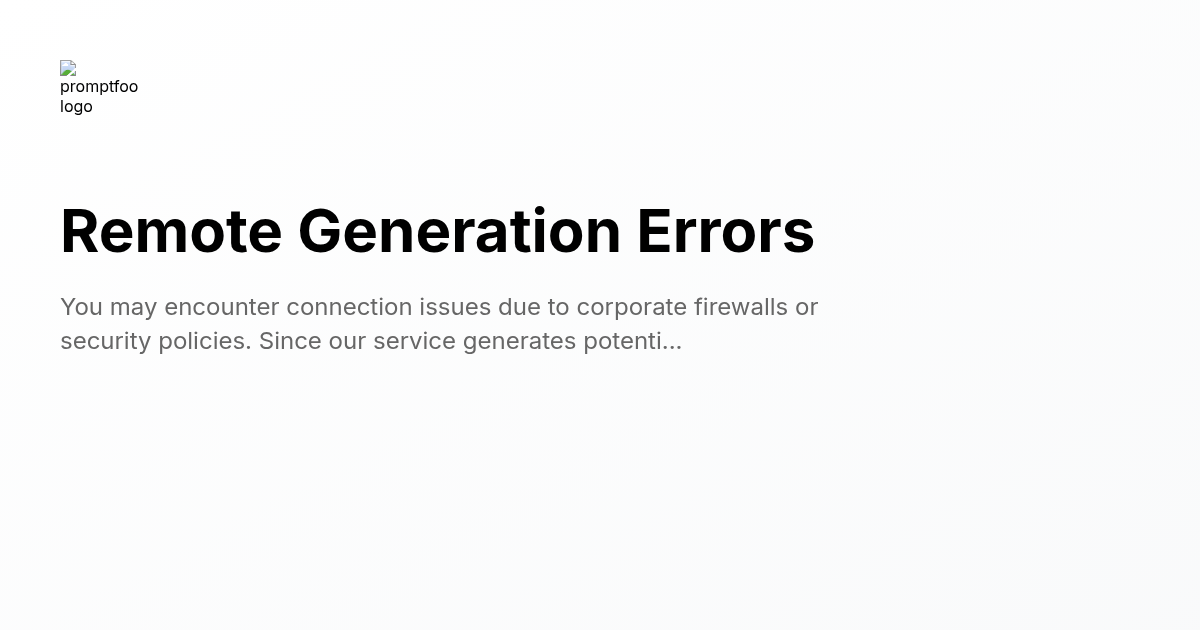 promptfoo
logo
Remote Generation Errors
You may encounter connection issues due to corporate firewalls or
security policies. Since our service generates potenti...